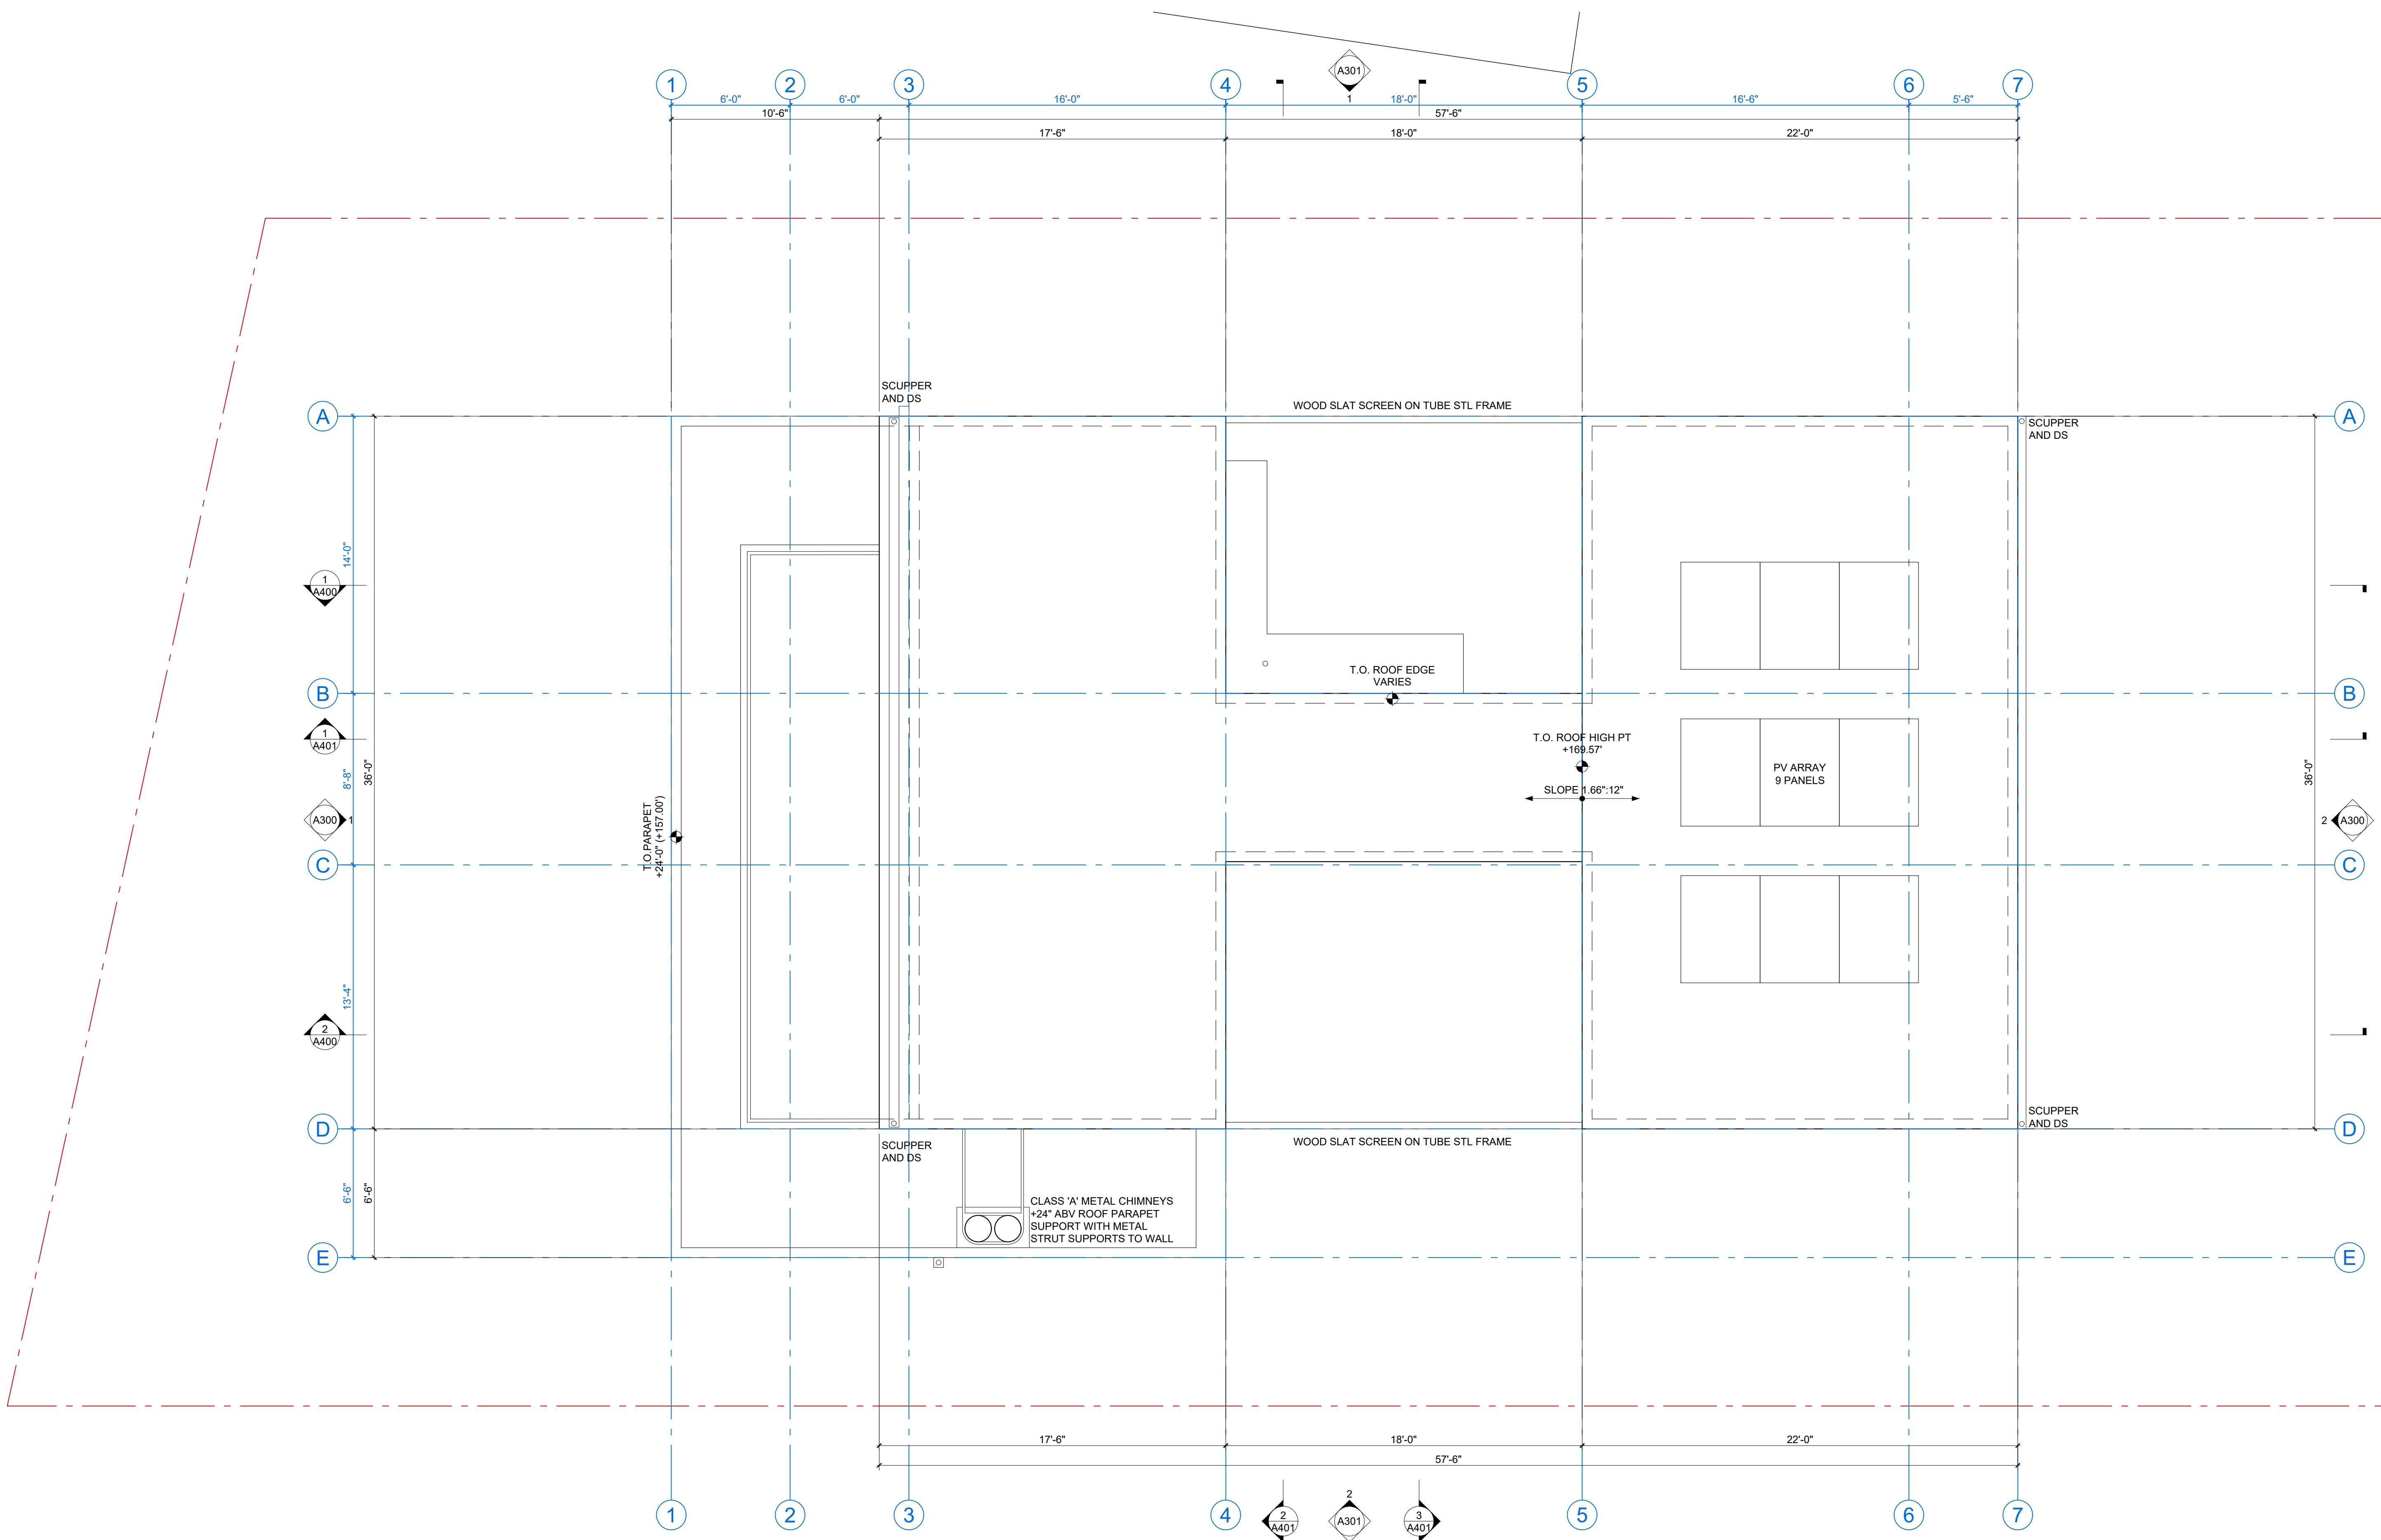 A301
1
1
2
3
4
5
6
7
6'-0"
6'-0"
16'-0"
18'-0"
16'-6"
5'-6"
10'-6"
57'-6"
17'-6"
18'-0"
22'-0"
SCUPPER
AND DS
WOOD SLAT SCREEN ON TUBE STL FRAME
A
A
SCUPPER
AND DS
14'-0"
1
A400
T.O. ROOF EDGE
VARIES
B
B
1
A401
T.O. ROOF HIGH PT
+169.57'
PV ARRAY
9 PANELS
SLOPE 1.66":12"
8'-8"
36'-0"
36'-0"
T.O.PARAPET
+24'-0" (+157.00')
A300
1
2
A300
C
C
13'-4"
2
A400
SCUPPER
AND DS
D
D
SCUPPER
AND DS
WOOD SLAT SCREEN ON TUBE STL FRAME
6'-6"
6'-6"
CLASS 'A' METAL CHIMNEYS
+24" ABV ROOF PARAPET
SUPPORT WITH METAL
STRUT SUPPORTS TO WALL
E
E
17'-6"
18'-0"
22'-0"
57'-6"
1
2
3
4
2
A401
2
A301
3
A401
5
6
7